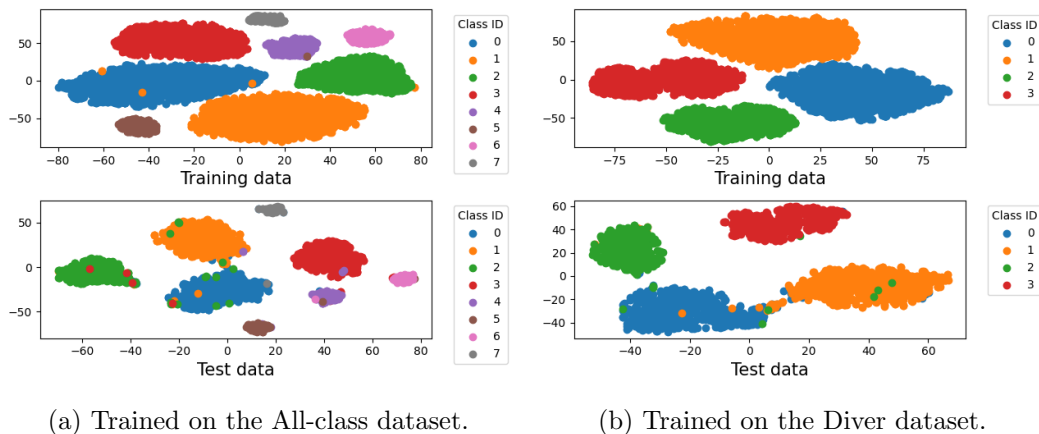 Class ID
0
1
2
3
4
5
6
7
50
0
−50
−80 −60 −40 −20 0 20 40 60 80
Training data
Class ID
0
1
2
3
50
0
−50
−75 −50 −25 0 25 50 75
Training data
Class ID
0
1
2
3
4
5
6
7
50
0
−50
−60 −40 −20 0 20 40 60 80
Test data
Class ID
0
1
2
3
60
40
20
0
−20
−40
−40 −20 0 20 40 60
Test data
(a) Trained on the All-class dataset.
(b) Trained on the Diver dataset.